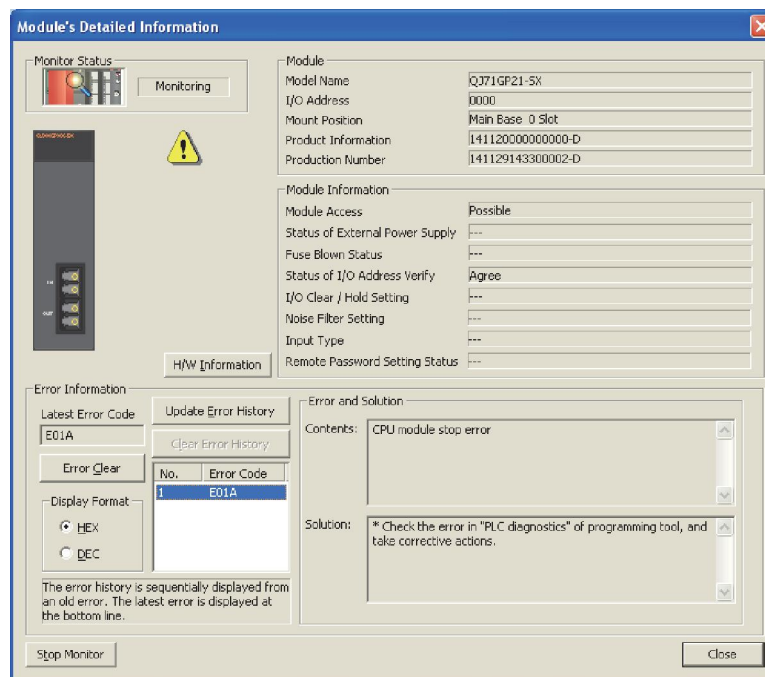 Module's Detailed Information
Monitor Status
Monitoring
Module
Model Name QJ71GP21-SX
I/O Address 0000
Mount Position Main Base 0 Slot
Product Information 141120000000000-D
Production Number 141129143300002-D
Module Information
Module Access Possible
Status of External Power Supply ---
Fuse Blown Status ---
Status of I/O Address Verify Agree
I/O Clear / Hold Setting ---
Noise Filter Setting ---
Input Type ---
Remote Password Setting Status ---
IN
OUT
H/W Information
Error Information
Latest Error Code
E01A
Error Clear
Display Format
HEX
DEC
Update Error History
Clear Error History
No. Error Code
1 E01A
The error history is sequentially displayed from
an old error. The latest error is displayed at
the bottom line.
Error and Solution
Contents: CPU module stop error
Solution: * Check the error in "PLC diagnostics" of programming tool, and
take corrective actions.
Stop Monitor
Close